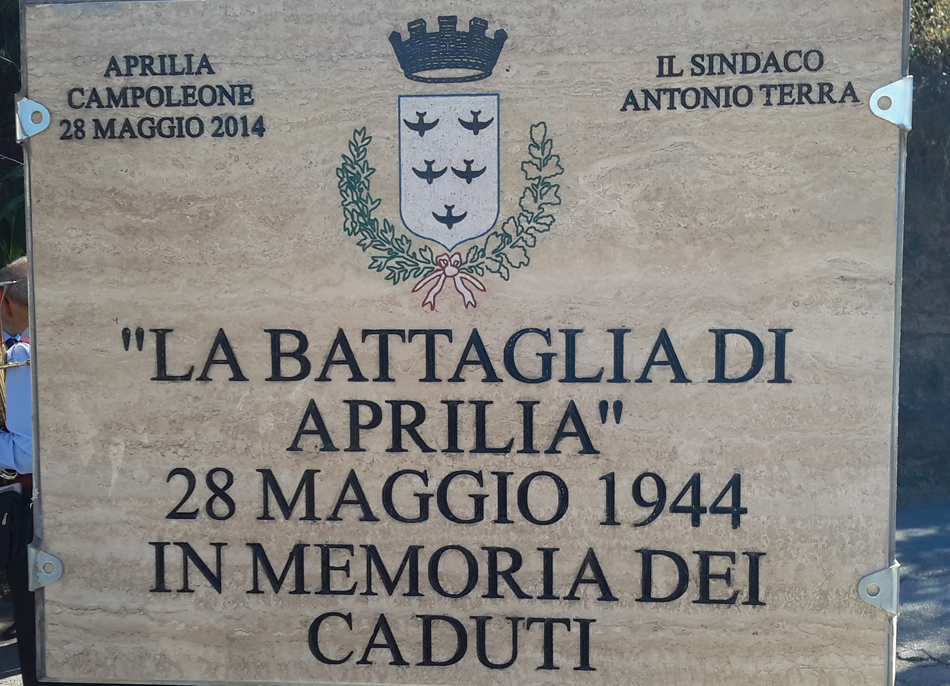 APRILIA
CAMPOLEONE
28 MAGGIO 2014
IL SINDACO
ANTONIO TERRA
"LA BATTAGLIA DI
APRILIA"
28 MAGGIO 1944
IN MEMORIA DEI
CADUTI